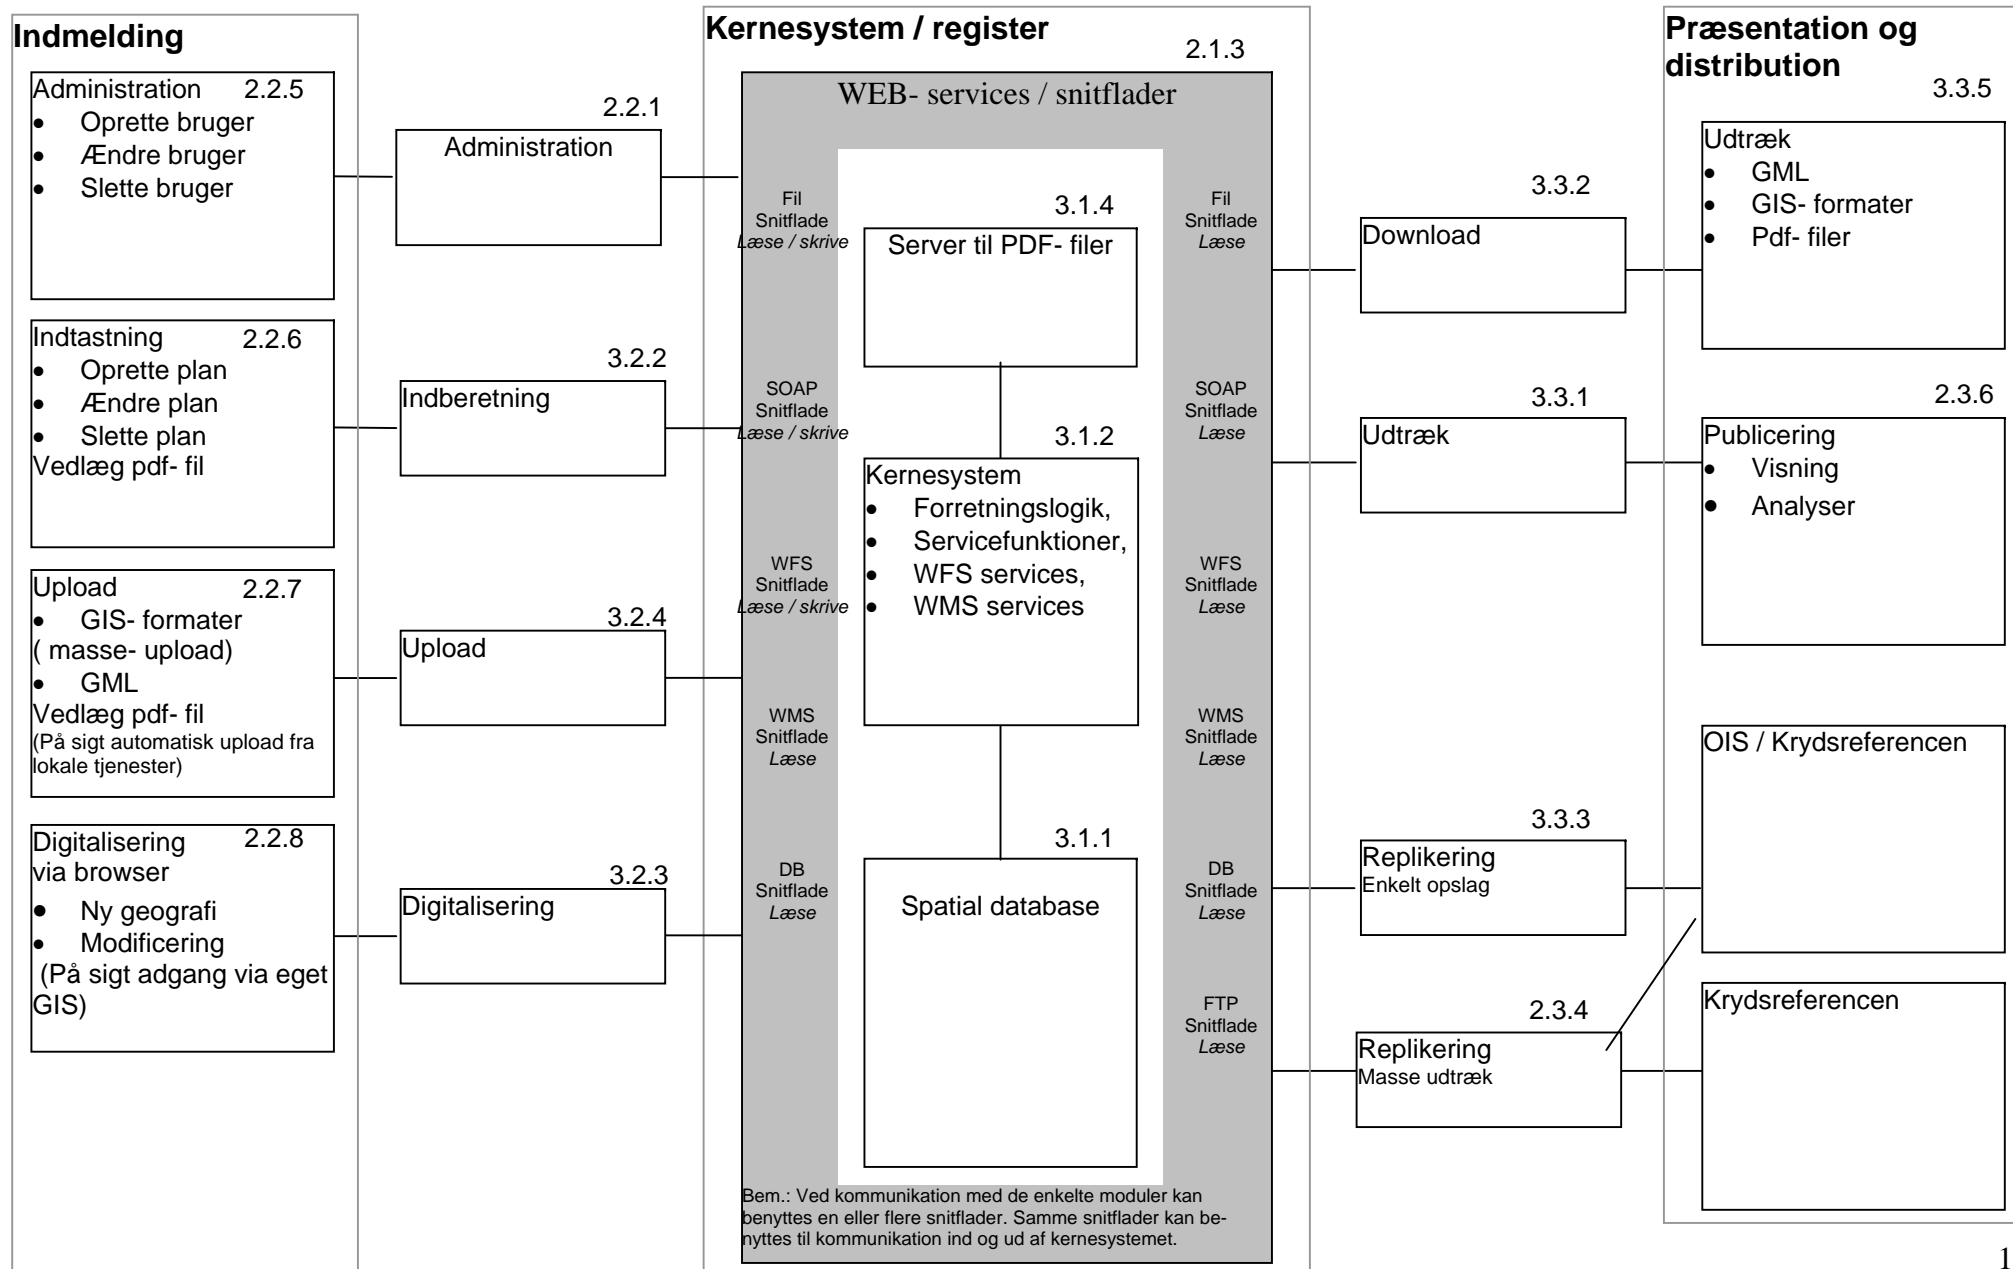 Indmelding
Administration 2.2.5
• Oprette bruger
• Ændre bruger
• Slette bruger
Indtastning 2.2.6
• Oprette plan
• Ændre plan
• Slette plan
Vedlæg pdf- fil
Upload 2.2.7
• GIS- formater
( masse- upload)
• GML
Vedlæg pdf- fil
(På sigt automatisk upload fra
lokale tjenester)
Digitalisering 2.2.8
via browser
• Ny geografi
• Modificering
(På sigt adgang via eget
GIS)
2.2.1
Administration
3.2.2
Indberetning
3.2.4
Upload
3.2.3
Digitalisering
Kernesystem / register
2.1.3
WEB- services / snitflader
Fil
Snitflade
Læse / skrive
SOAP
Snitflade
Læse / skrive
WFS
Snitflade
Læse / skrive
WMS
Snitflade
Læse
DB
Snitflade
Læse
3.1.4
Server til PDF- filer
3.1.2
Kernesystem
• Forretningslogik,
• Servicefunktioner,
• WFS services,
• WMS services
3.1.1
Spatial database
Fil
Snitflade
Læse
SOAP
Snitflade
Læse
WFS
Snitflade
Læse
WMS
Snitflade
Læse
DB
Snitflade
Læse
FTP
Snitflade
Læse
Bem.: Ved kommunikation med de enkelte moduler kan
benyttes en eller flere snitflader. Samme snitflader kan be-
nyttes til kommunikation ind og ud af kernesystemet.
3.3.2
Download
3.3.1
Udtræk
3.3.3
Replikering
Enkelt opslag
2.3.4
Replikering
Masse udtræk
Præsentation og
distribution
3.3.5
Udtræk
• GML
• GIS- formater
• Pdf- filer
2.3.6
Publicering
• Visning
• Analyser
OIS / Krydsreferencen
Krydsreferencen
1